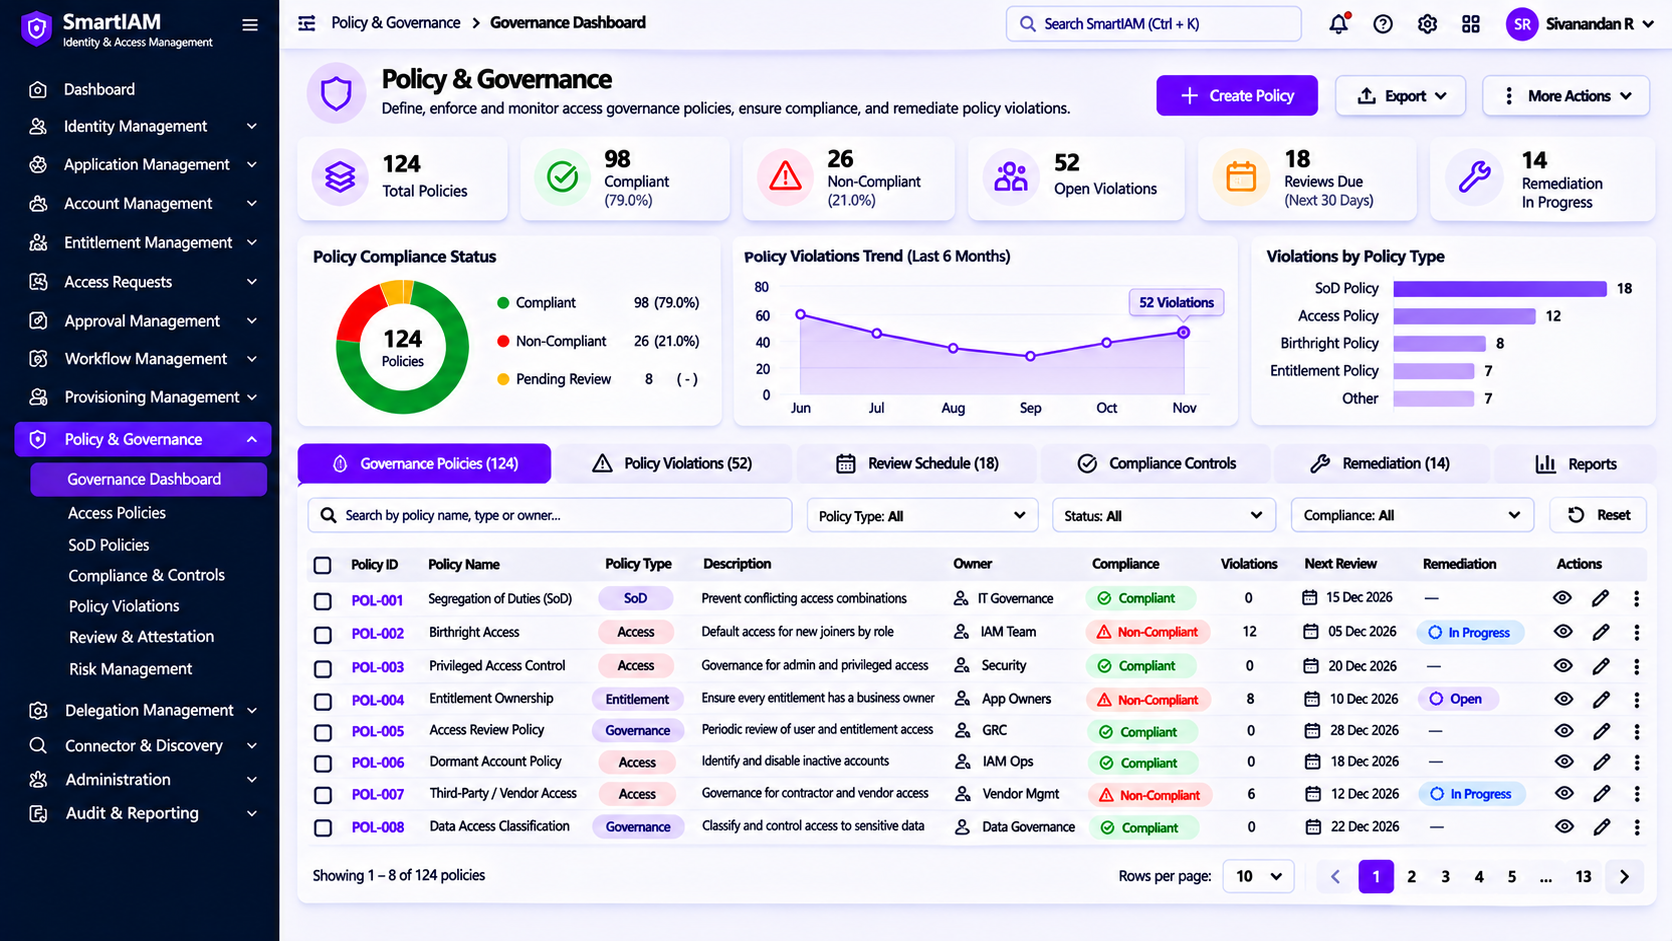 SmartIAM
Identity & Access Management
Dashboard
Identity Management
Application Management
Account Management
Entitlement Management
Access Requests
Approval Management
Workflow Management
Provisioning Management
Policy & Governance
Governance Dashboard
Access Policies
SoD Policies
Compliance & Controls
Policy Violations
Review & Attestation
Risk Management
Delegation Management
Connector & Discovery
Administration
Audit & Reporting
Policy & Governance > Governance Dashboard
Search SmartIAM (Ctrl + K)
SR Sivanandan R
Policy & Governance
Define, enforce and monitor access governance policies, ensure compliance, and remediate policy violations.
+ Create Policy
Export
More Actions
124
Total Policies
98
Compliant
(79.0%)
26
Non-Compliant
(21.0%)
52
Open Violations
18
Reviews Due
(Next 30 Days)
14
Remediation
In Progress
Policy Compliance Status
124
Policies
Compliant 98 (79.0%)
Non-Compliant 26 (21.0%)
Pending Review 8 ( - )
Policy Violations Trend (Last 6 Months)
80
60
40
20
0
52 Violations
Jun Jul Aug Sep Oct Nov
Violations by Policy Type
SoD Policy 18
Access Policy 12
Birthright Policy 8
Entitlement Policy 7
Other 7
Governance Policies (124)
Policy Violations (52)
Review Schedule (18)
Compliance Controls
Remediation (14)
Reports
Search by policy name, type or owner...
Policy Type: All
Status: All
Compliance: All
Reset
Policy ID Policy Name Policy Type Description Owner Compliance Violations Next Review Remediation Actions
POL-001 Segregation of Duties (SoD) SoD Prevent conflicting access combinations IT Governance Compliant 0 15 Dec 2026 —
POL-002 Birthright Access Access Default access for new joiners by role IAM Team Non-Compliant 12 05 Dec 2026 In Progress
POL-003 Privileged Access Control Access Governance for admin and privileged access Security Compliant 0 20 Dec 2026 —
POL-004 Entitlement Ownership Entitlement Ensure every entitlement has a business owner App Owners Non-Compliant 8 10 Dec 2026 Open
POL-005 Access Review Policy Governance Periodic review of user and entitlement access GRC Compliant 0 28 Dec 2026 —
POL-006 Dormant Account Policy Access Identify and disable inactive accounts IAM Ops Compliant 0 18 Dec 2026 —
POL-007 Third-Party / Vendor Access Access Governance for contractor and vendor access Vendor Mgmt Non-Compliant 6 12 Dec 2026 In Progress
POL-008 Data Access Classification Governance Classify and control access to sensitive data Data Governance Compliant 0 22 Dec 2026 —
Showing 1 – 8 of 124 policies
Rows per page: 10
1 2 3 4 5 ... 13